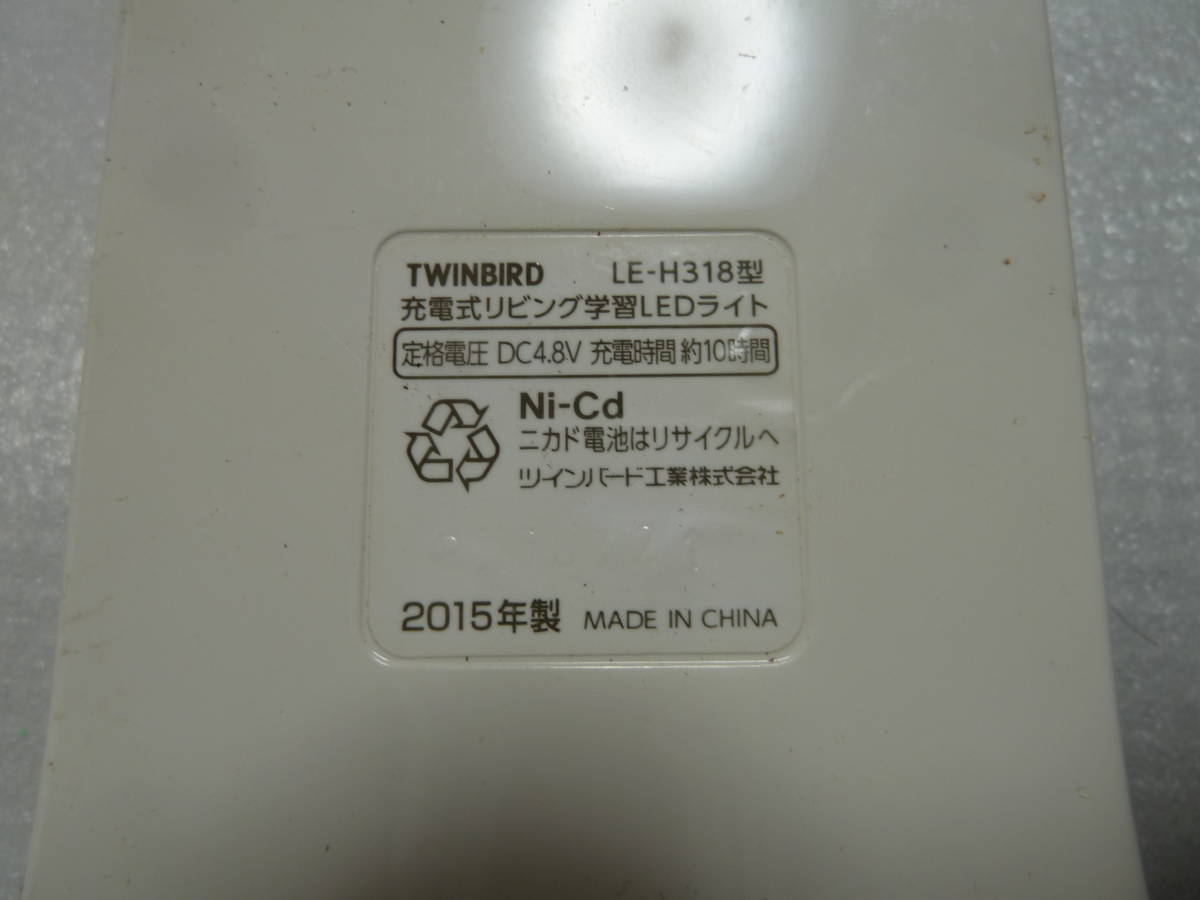 TWINBIRD LE-H318型
充電式リビング学習LEDライト
定格電圧 DC4.8V 充電時間 約10時間
Ni-Cd
ニカド電池はリサイクルへ
ツインバード工業株式会社
2015年製 MADE IN CHINA